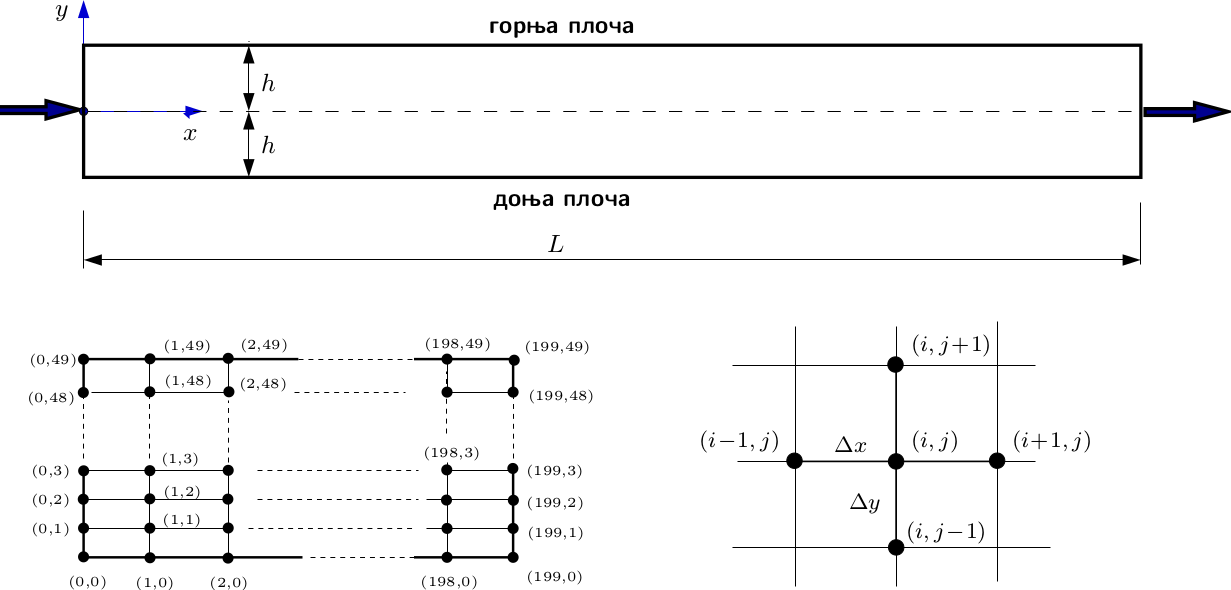 y
горња плоча
h
x
h
доња плоча
L
(0,49) (1,49) (2,49) (198,49) (199,49)
(0,48) (1,48) (2,48) (199,48)
(0,3) (1,3) (198,3) (199,3)
(0,2) (1,2) (199,2)
(0,1) (1,1) (199,1)
(0,0) (1,0) (2,0) (198,0) (199,0)
(i, j+1)
(i−1, j) Δx (i, j) (i+1, j)
Δy
(i, j−1)